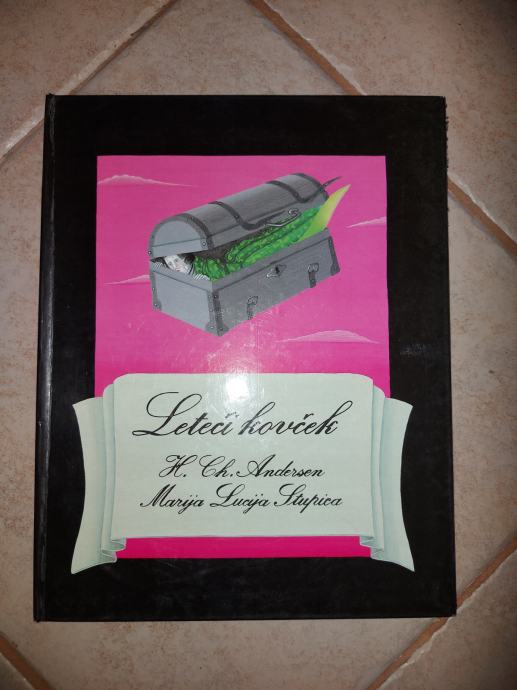 Leteči kovček
H. Ch. Andersen
Marija Lucija Stupica